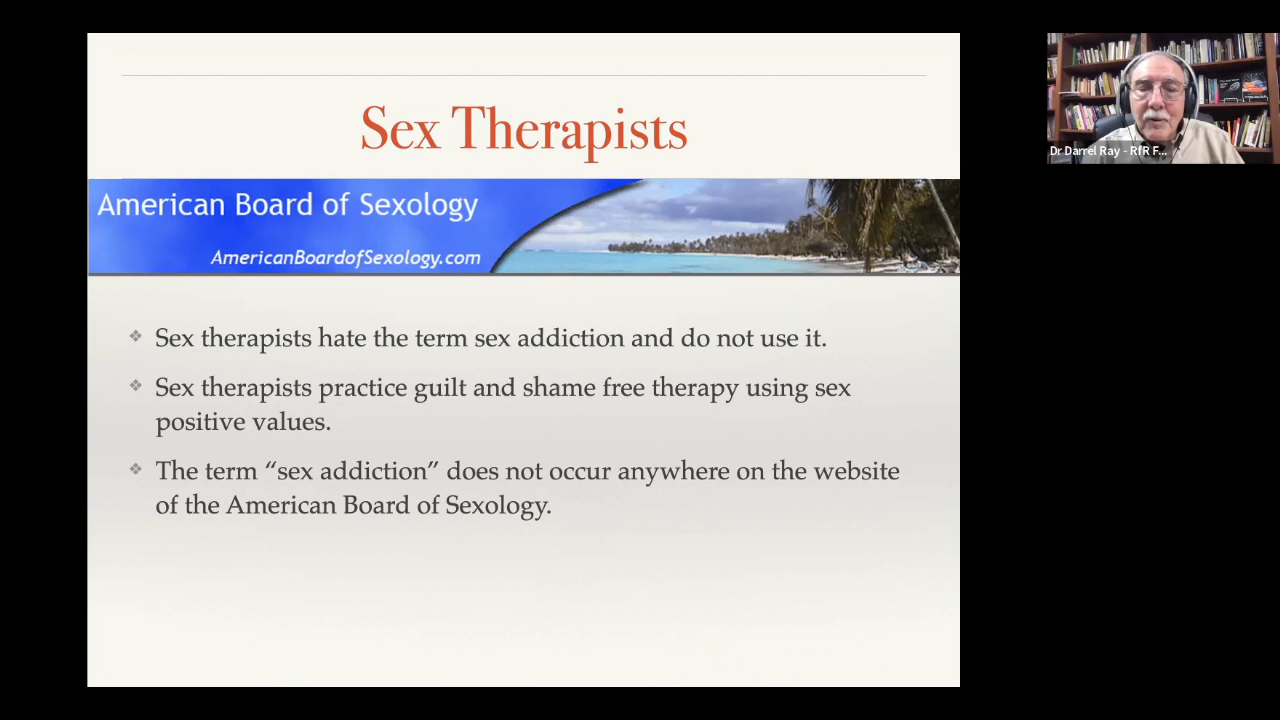 Sex Therapists
American Board of Sexology
AmericanBoardofSexology.com
Sex therapists hate the term sex addiction and do not use it.
Sex therapists practice guilt and shame free therapy using sex
positive values.
The term “sex addiction” does not occur anywhere on the website
of the American Board of Sexology.
Dr Darrel Ray - RfR F...